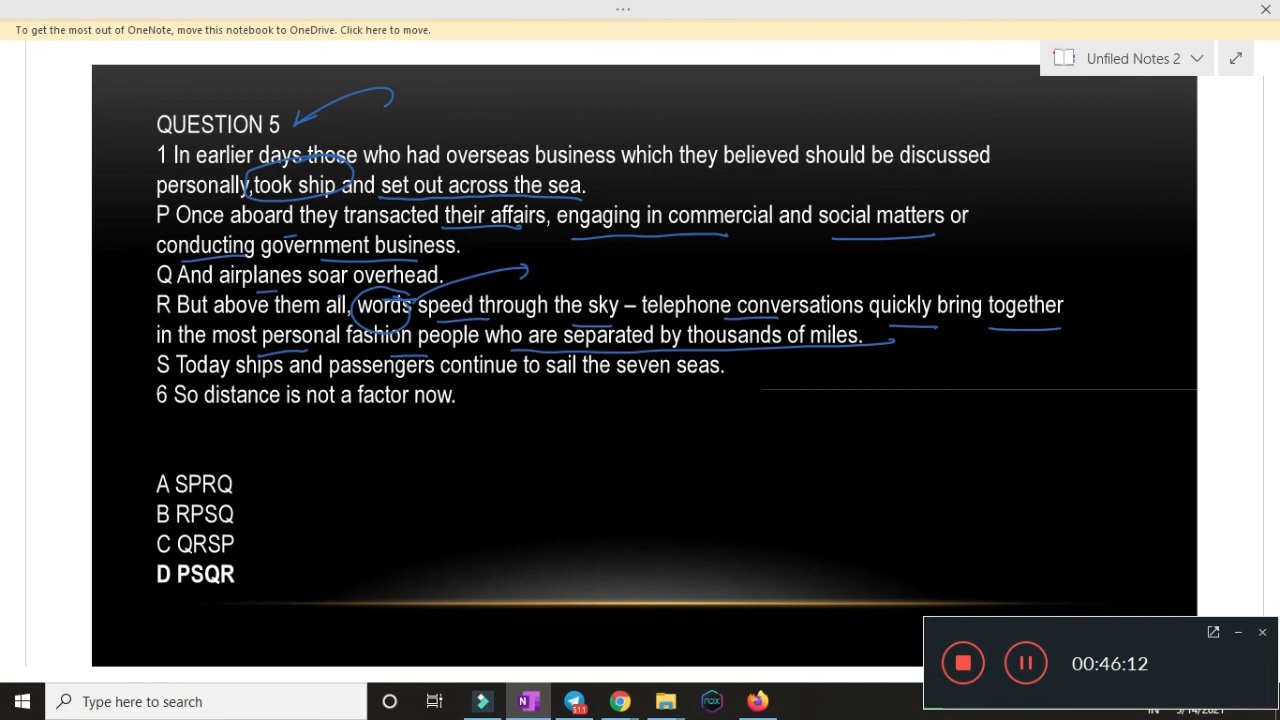 To get the most out of OneNote, move this notebook to OneDrive. Click here to move.
Unfiled Notes 2
QUESTION 5
1 In earlier days those who had overseas business which they believed should be discussed
personally,took ship and set out across the sea.
P Once aboard they transacted their affairs, engaging in commercial and social matters or
conducting government business.
Q And airplanes soar overhead.
R But above them all, words speed through the sky – telephone conversations quickly bring together
in the most personal fashion people who are separated by thousands of miles.
S Today ships and passengers continue to sail the seven seas.
6 So distance is not a factor now.
A SPRQ
B RPSQ
C QRSP
D PSQR
00:46:12
Type here to search